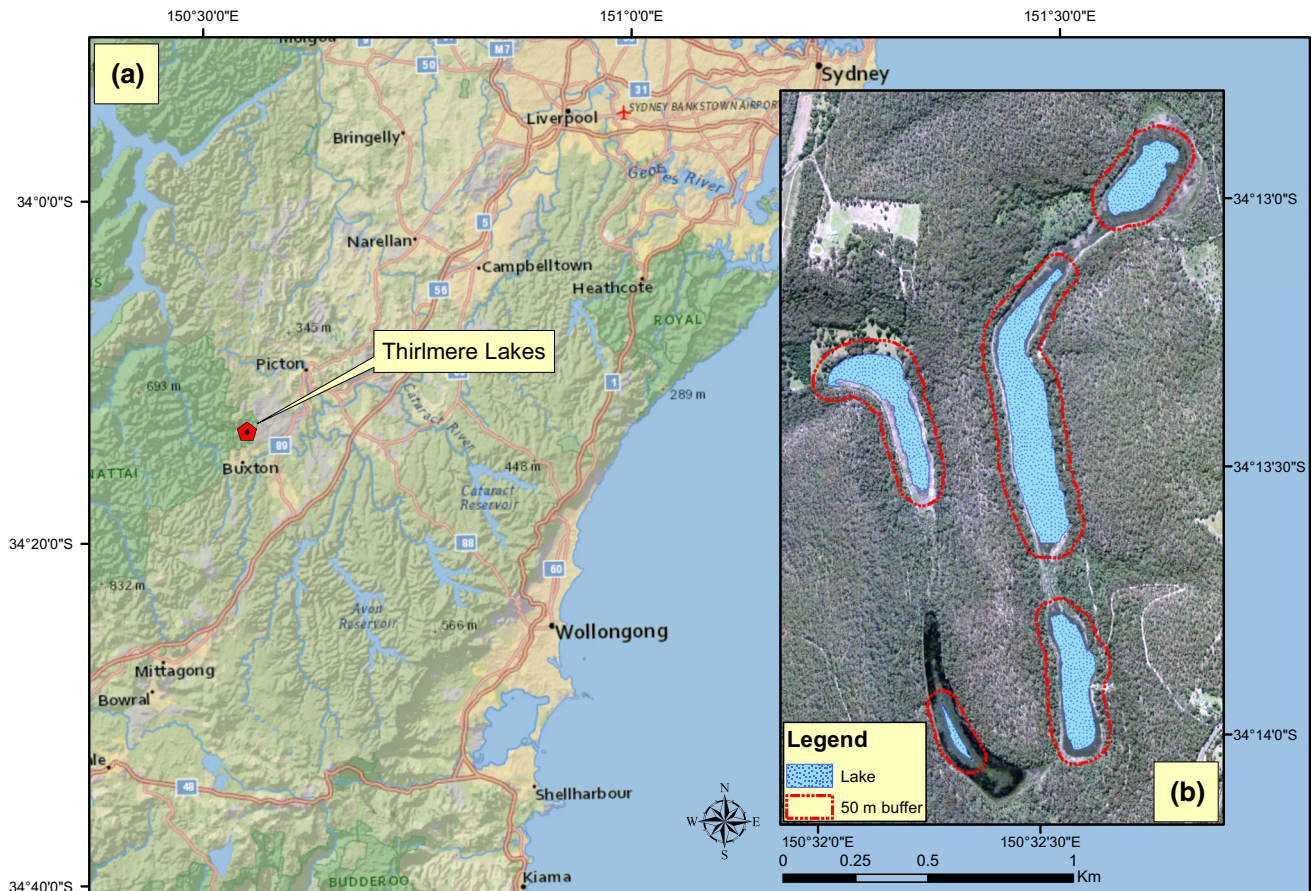 150°30'0"E
151°0'0"E
151°30'0"E
(a)
M7
50
31
Sydney
SYDNEY BANKSTOWN AIRPORT
Liverpool
Bringelly
34°0'0"S
5
Narellan
Campbelltown
56
Heathcote
ROYAL
345 m
Thirlmere Lakes
Picton
693 m
1
289 m
Cataract River
89
Buxton
NATTAI
448 m
Cataract
Reservoir
34°20'0"S
88
60
832 m
Avon
Reservoir
566 m
Wollongong
Mittagong
Bowral
ale
48
Shellharbour
BUDDEROO
Kiama
34°40'0"S
N
W
E
S
34°13'0"S
34°13'30"S
34°14'0"S
Legend
Lake
50 m buffer
(b)
150°32'0"E
150°32'30"E
0
0.25
0.5
1
Km